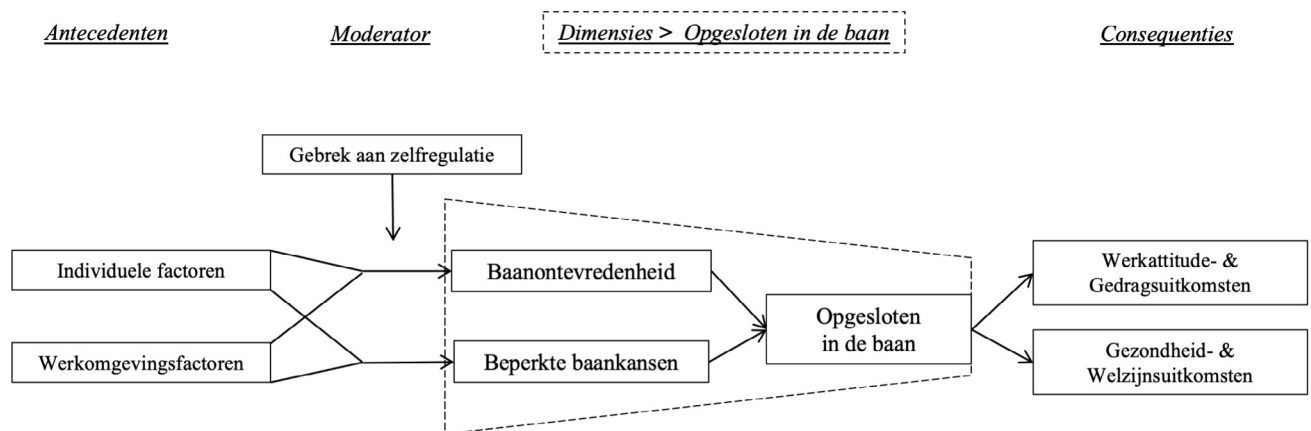 Antecedenten
Moderator
Dimensies > Opgesloten in de baan
Consequenties
Gebrek aan zelfregulatie
Individuele factoren
Werkomgevingsfactoren
Baanontevredenheid
Beperkte baankansen
Opgesloten
in de baan
Werkattitude- &
Gedragsuitkomsten
Gezondheid- &
Welzijnsuitkomsten